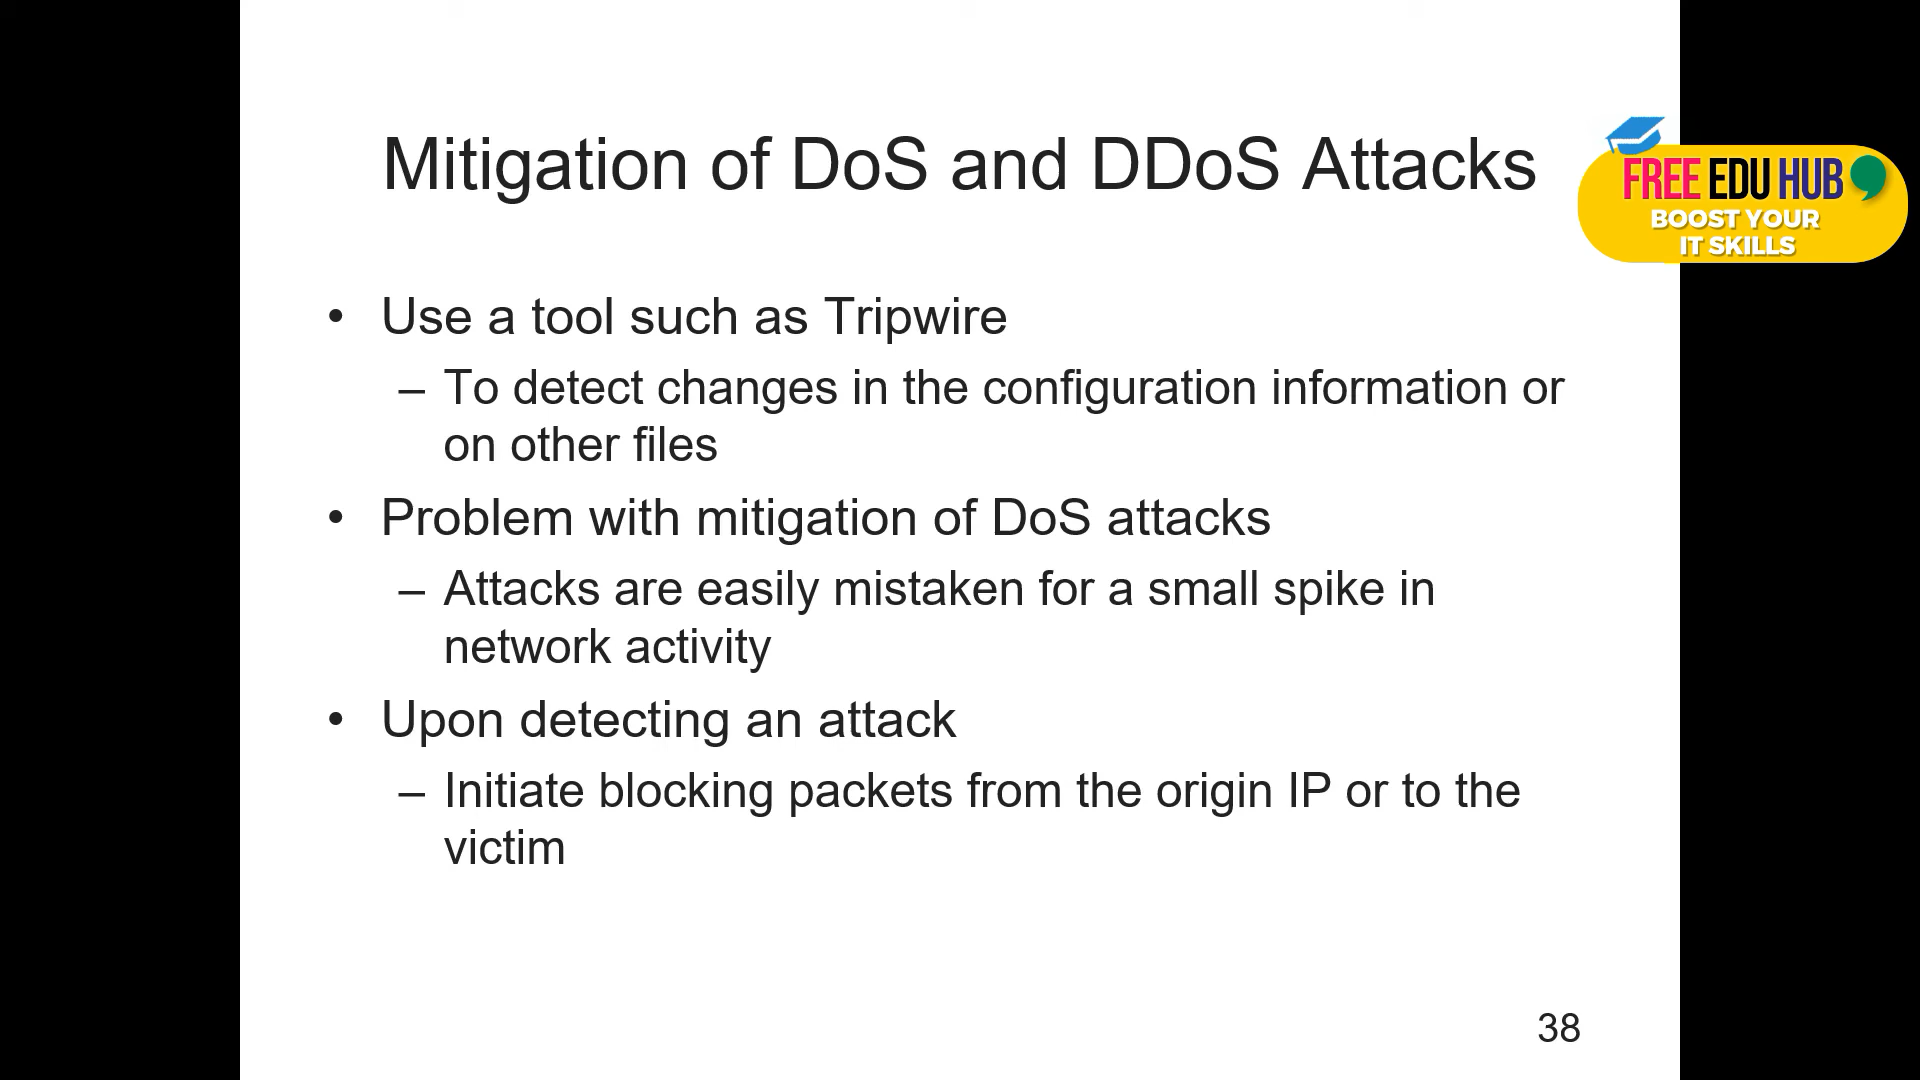 Mitigation of DoS and DDoS Attacks
FREE EDU HUB
BOOST YOUR
IT SKILLS
• Use a tool such as Tripwire
– To detect changes in the configuration information or
on other files
• Problem with mitigation of DoS attacks
– Attacks are easily mistaken for a small spike in
network activity
• Upon detecting an attack
– Initiate blocking packets from the origin IP or to the
victim
38